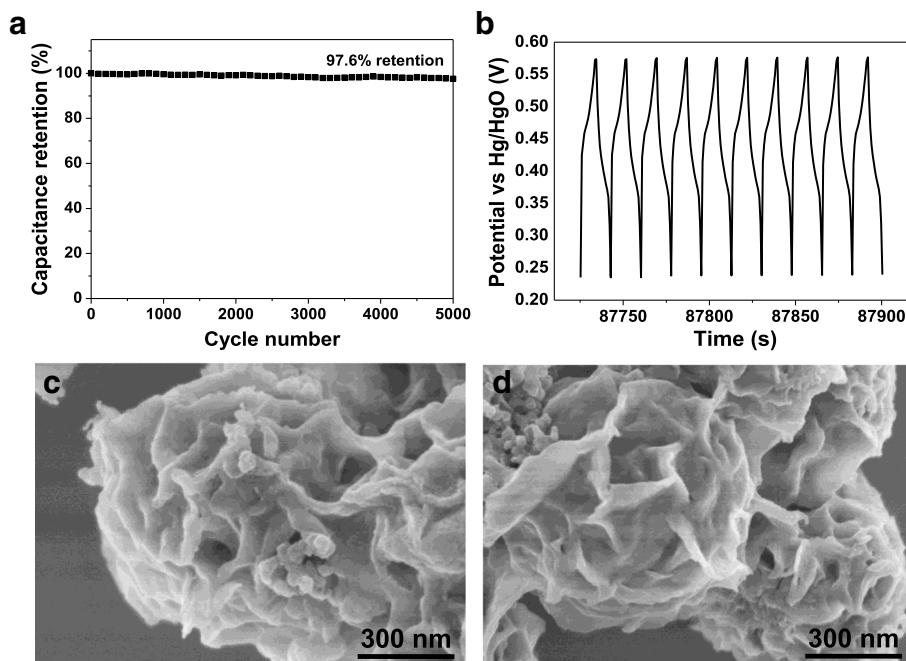 a
97.6% retention
100
80
60
40
20
0
Capacitance retention (%)
0 1000 2000 3000 4000 5000
Cycle number
b
0.60
0.55
0.50
0.45
0.40
0.35
0.30
0.25
0.20
Potential vs Hg/HgO (V)
87750 87800 87850 87900
Time (s)
c
300 nm
d
300 nm